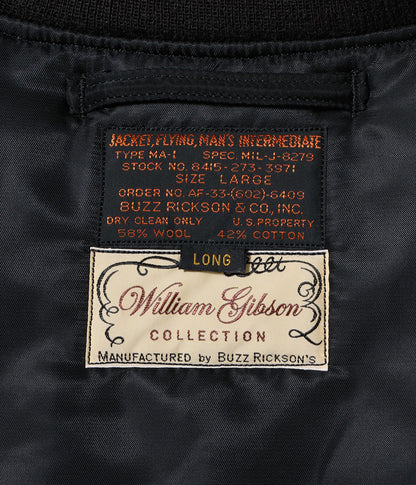 JACKET, FLYING, MAN'S INTERMEDIATE
TYPE MA-1 SPEC. MIL-J-8279
STOCK NO. 8415-273-3971
SIZE LARGE
ORDER NO. AF-33-(602)-6409
BUZZ RICKSON & CO., INC.
DRY CLEAN ONLY U.S. PROPERTY
58% WOOL 42% COTTON
LONG
William Gibson
COLLECTION
MANUFACTURED by BUZZ RICKSON'S